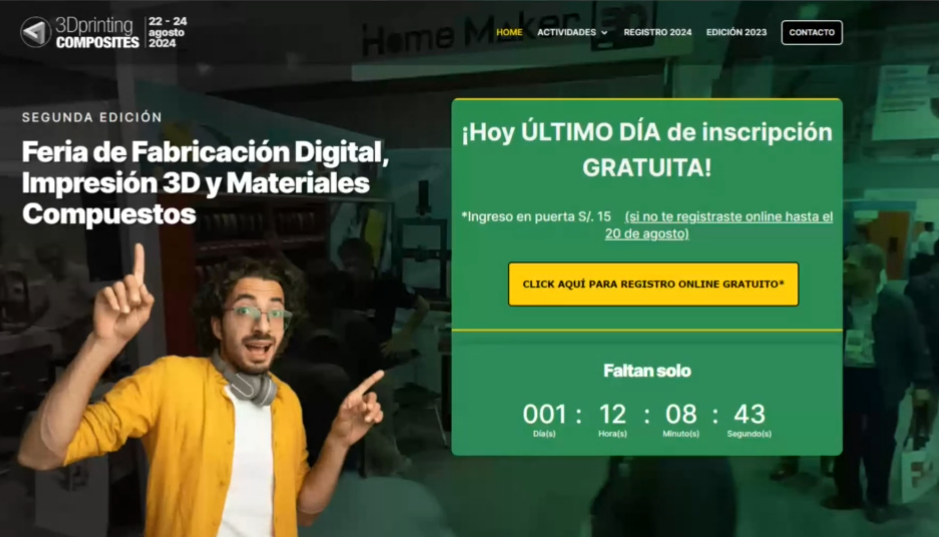 3Dprinting
COMPOSITES
22 - 24
agosto
2024
Home Maker 3D
HOME
ACTIVIDADES
REGISTRO 2024
EDICIÓN 2023
CONTACTO
SEGUNDA EDICIÓN
Feria de Fabricación Digital,
Impresión 3D y Materiales
Compuestos
¡Hoy ÚLTIMO DÍA de inscripción
GRATUITA!
*Ingreso en puerta S/. 15 (si no te registraste online hasta el
20 de agosto)
CLICK AQUÍ PARA REGISTRO ONLINE GRATUITO*
Faltan solo
001 : 12 : 08 : 43
Día(s) Hora(s) Minuto(s) Segundo(s)